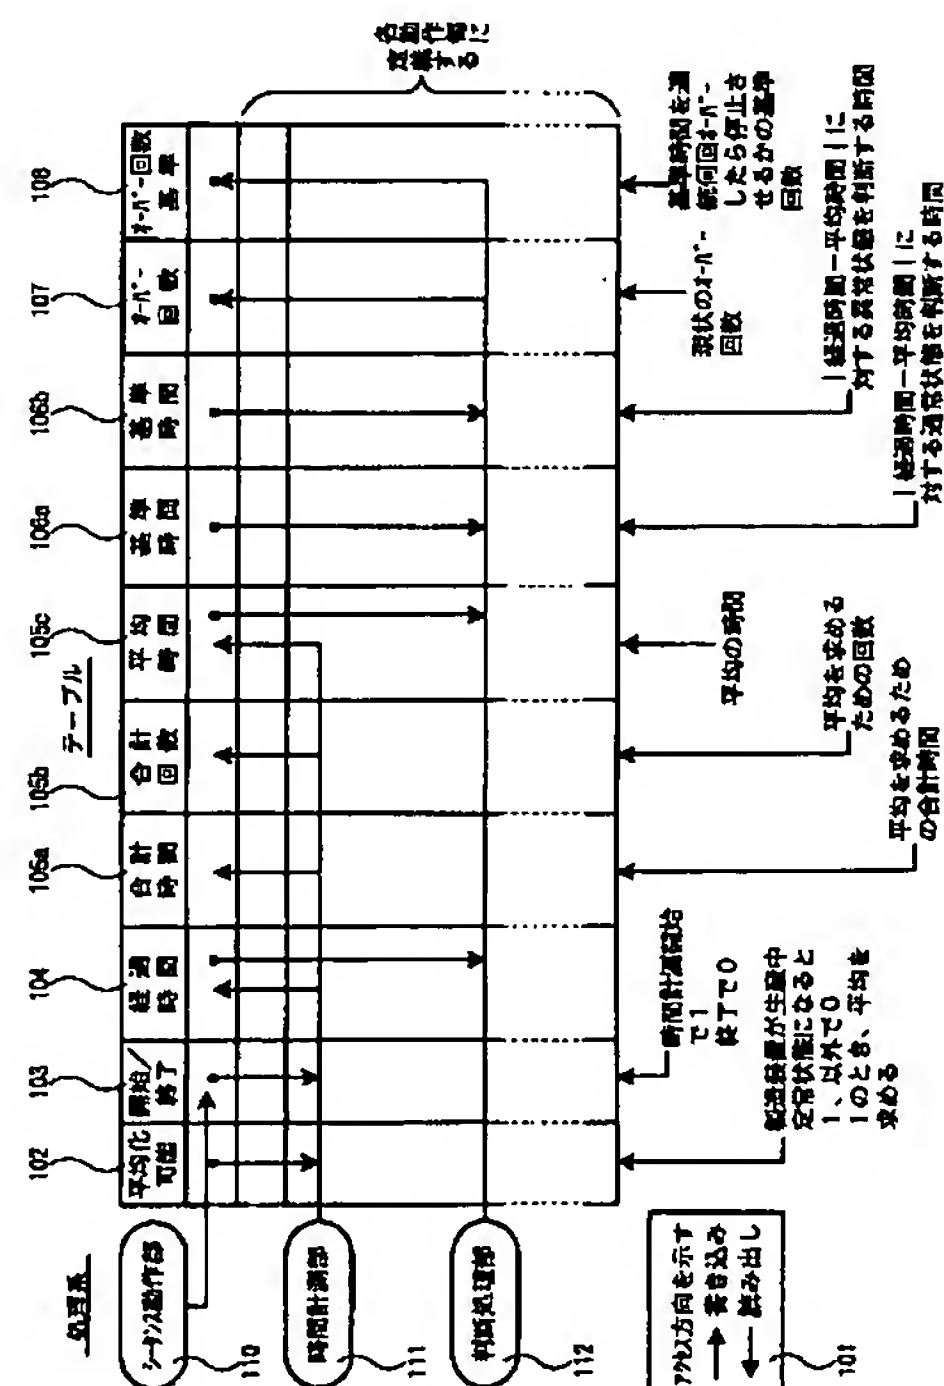 処理系
テーブル
102
103
104
106a
105b
105c
106a
106b
107
108
平均化
可能
開始/
終了
経過
時間
合計
時間
合計
回数
平均
時間
基準
時間
基準
時間
オーバー
回数
オーバー回数
基準
各動作毎に
定義する
シーケンス動作部
110
時間計測部
111
判断処理部
112
アクセス方向を示す
書き込み
読み出し
101
製造装置が生産中
定常状態になると
1、以外で0
1のとき、平均を
求める
時間計測開始
で1
終了で0
平均を求めるため
の合計時間
平均を求める
ための回数
平均の時間
|経過時間-平均時間|に
対する通常状態を判断する時間
|経過時間-平均時間|に
対する異常状態を判断する時間
現状のオーバー
回数
基準時間を連
続何回オーバー
したら停止さ
せるかの基準
回数